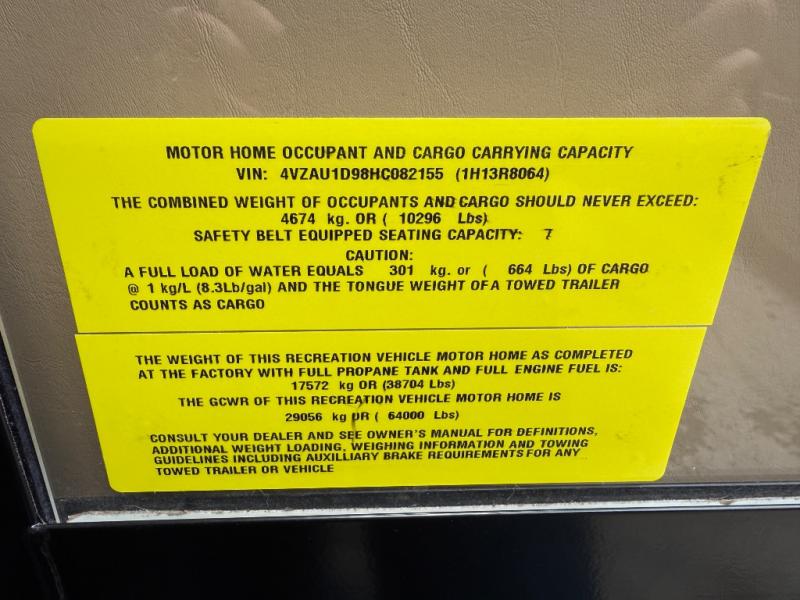 MOTOR HOME OCCUPANT AND CARGO CARRYING CAPACITY
VIN: 4VZAU1D98HC082155 (1H13R8064)
THE COMBINED WEIGHT OF OCCUPANTS AND CARGO SHOULD NEVER EXCEED:
4674 kg. OR ( 10296 Lbs)
SAFETY BELT EQUIPPED SEATING CAPACITY: 7
CAUTION:
A FULL LOAD OF WATER EQUALS 301 kg. or ( 664 Lbs) OF CARGO
@ 1 kg/L (8.3Lb/gal) AND THE TONGUE WEIGHT OF A TOWED TRAILER
COUNTS AS CARGO
THE WEIGHT OF THIS RECREATION VEHICLE MOTOR HOME AS COMPLETED
AT THE FACTORY WITH FULL PROPANE TANK AND FULL ENGINE FUEL IS:
17572 kg OR (38704 Lbs)
THE GCWR OF THIS RECREATION VEHICLE MOTOR HOME IS
29056 kg OR ( 64000 Lbs)
CONSULT YOUR DEALER AND SEE OWNER'S MANUAL FOR DEFINITIONS,
ADDITIONAL WEIGHT LOADING, WEIGHING INFORMATION AND TOWING
GUIDELINES INCLUDING AUXILLIARY BRAKE REQUIREMENTS FOR ANY
TOWED TRAILER OR VEHICLE